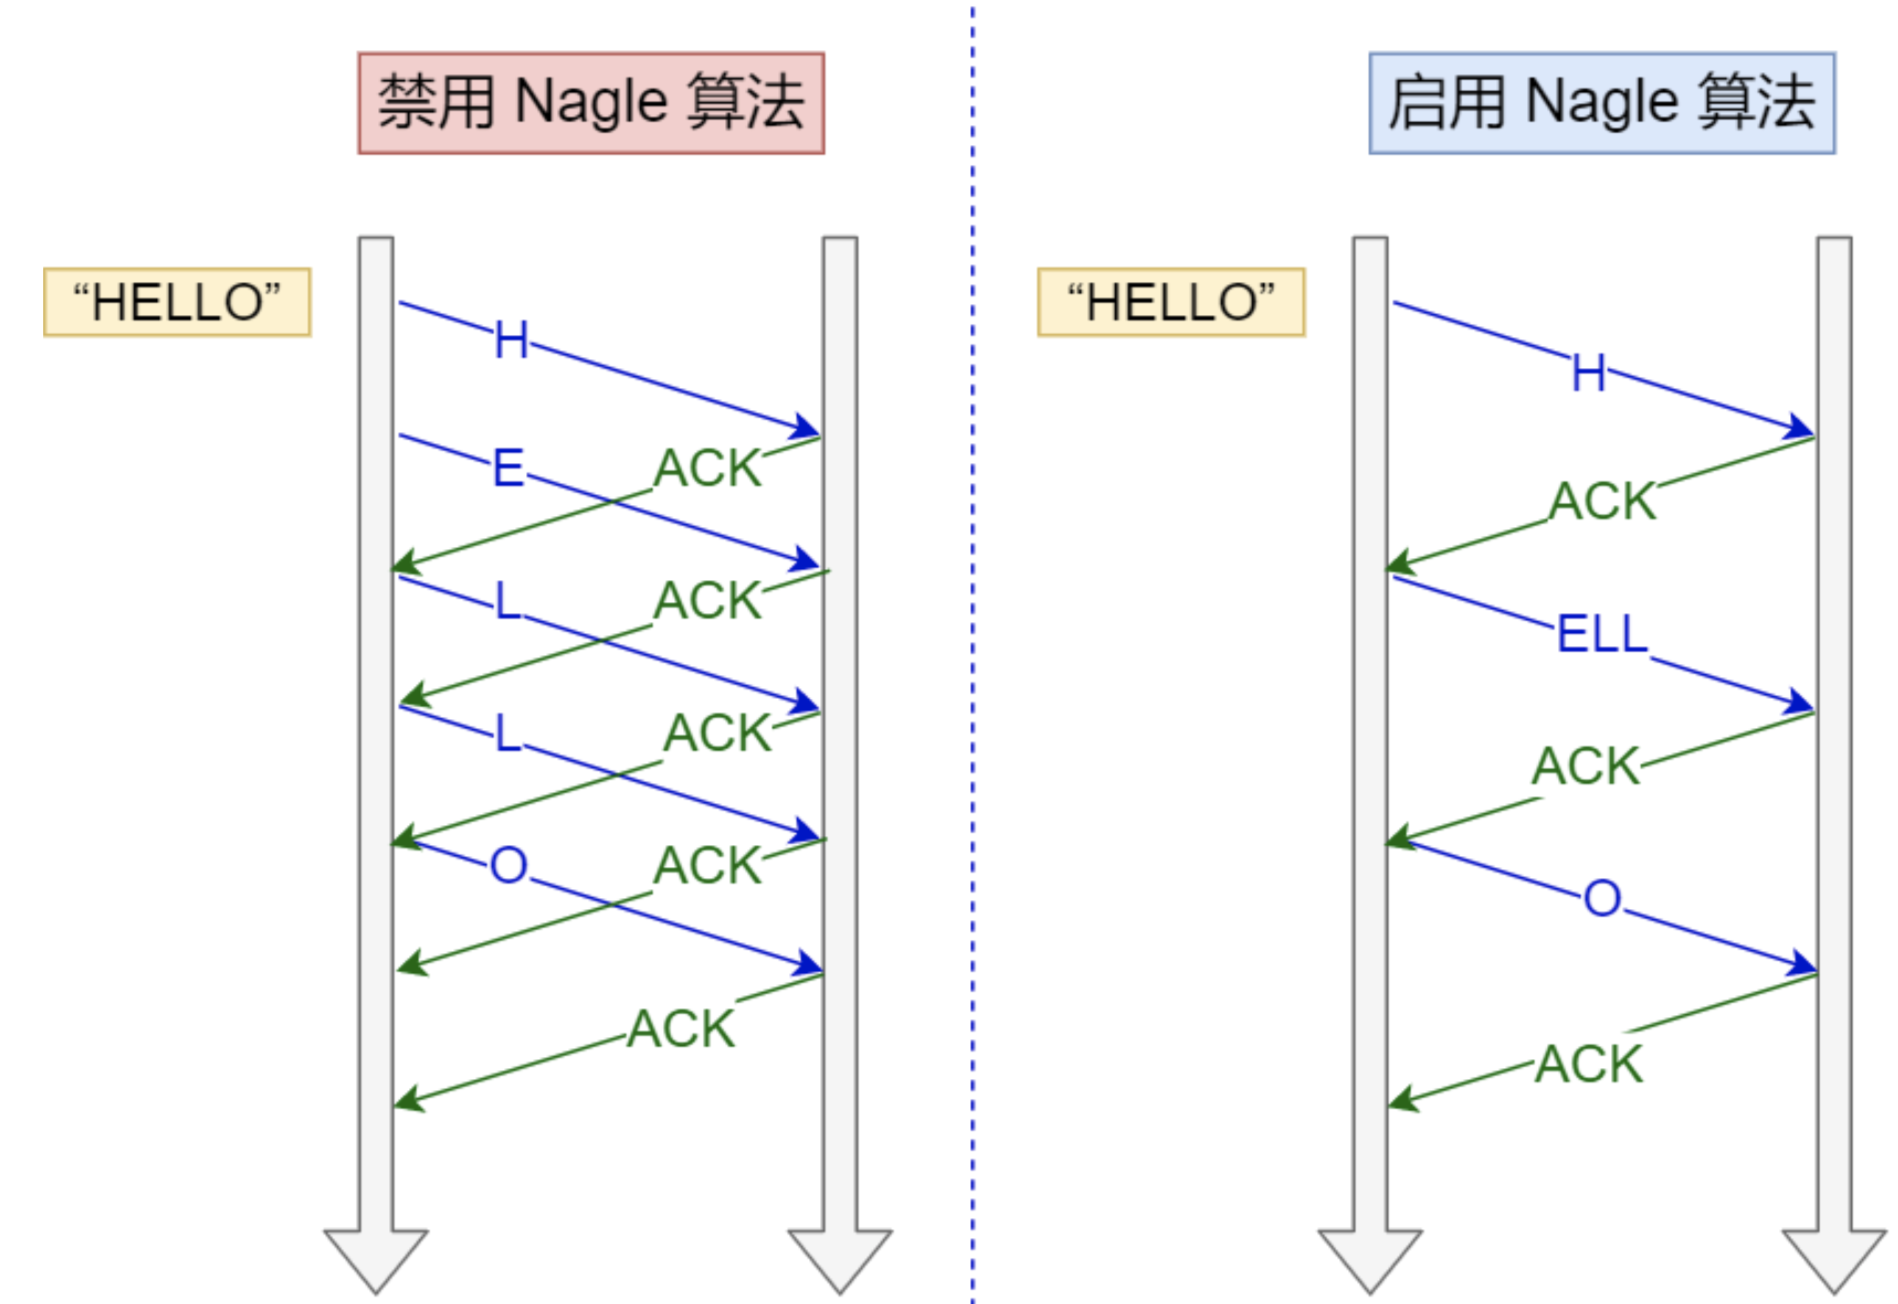 禁用 Nagle 算法
“HELLO”
H
E
ACK
L
ACK
L
ACK
O
ACK
ACK
启用 Nagle 算法
“HELLO”
H
ACK
ELL
ACK
O
ACK